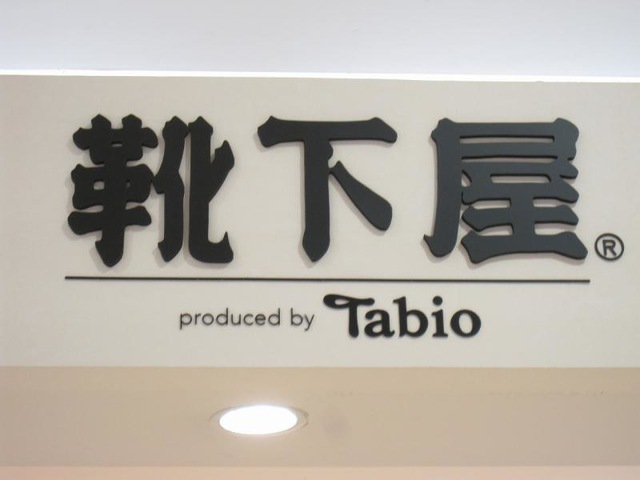 靴下屋®
produced by Tabio